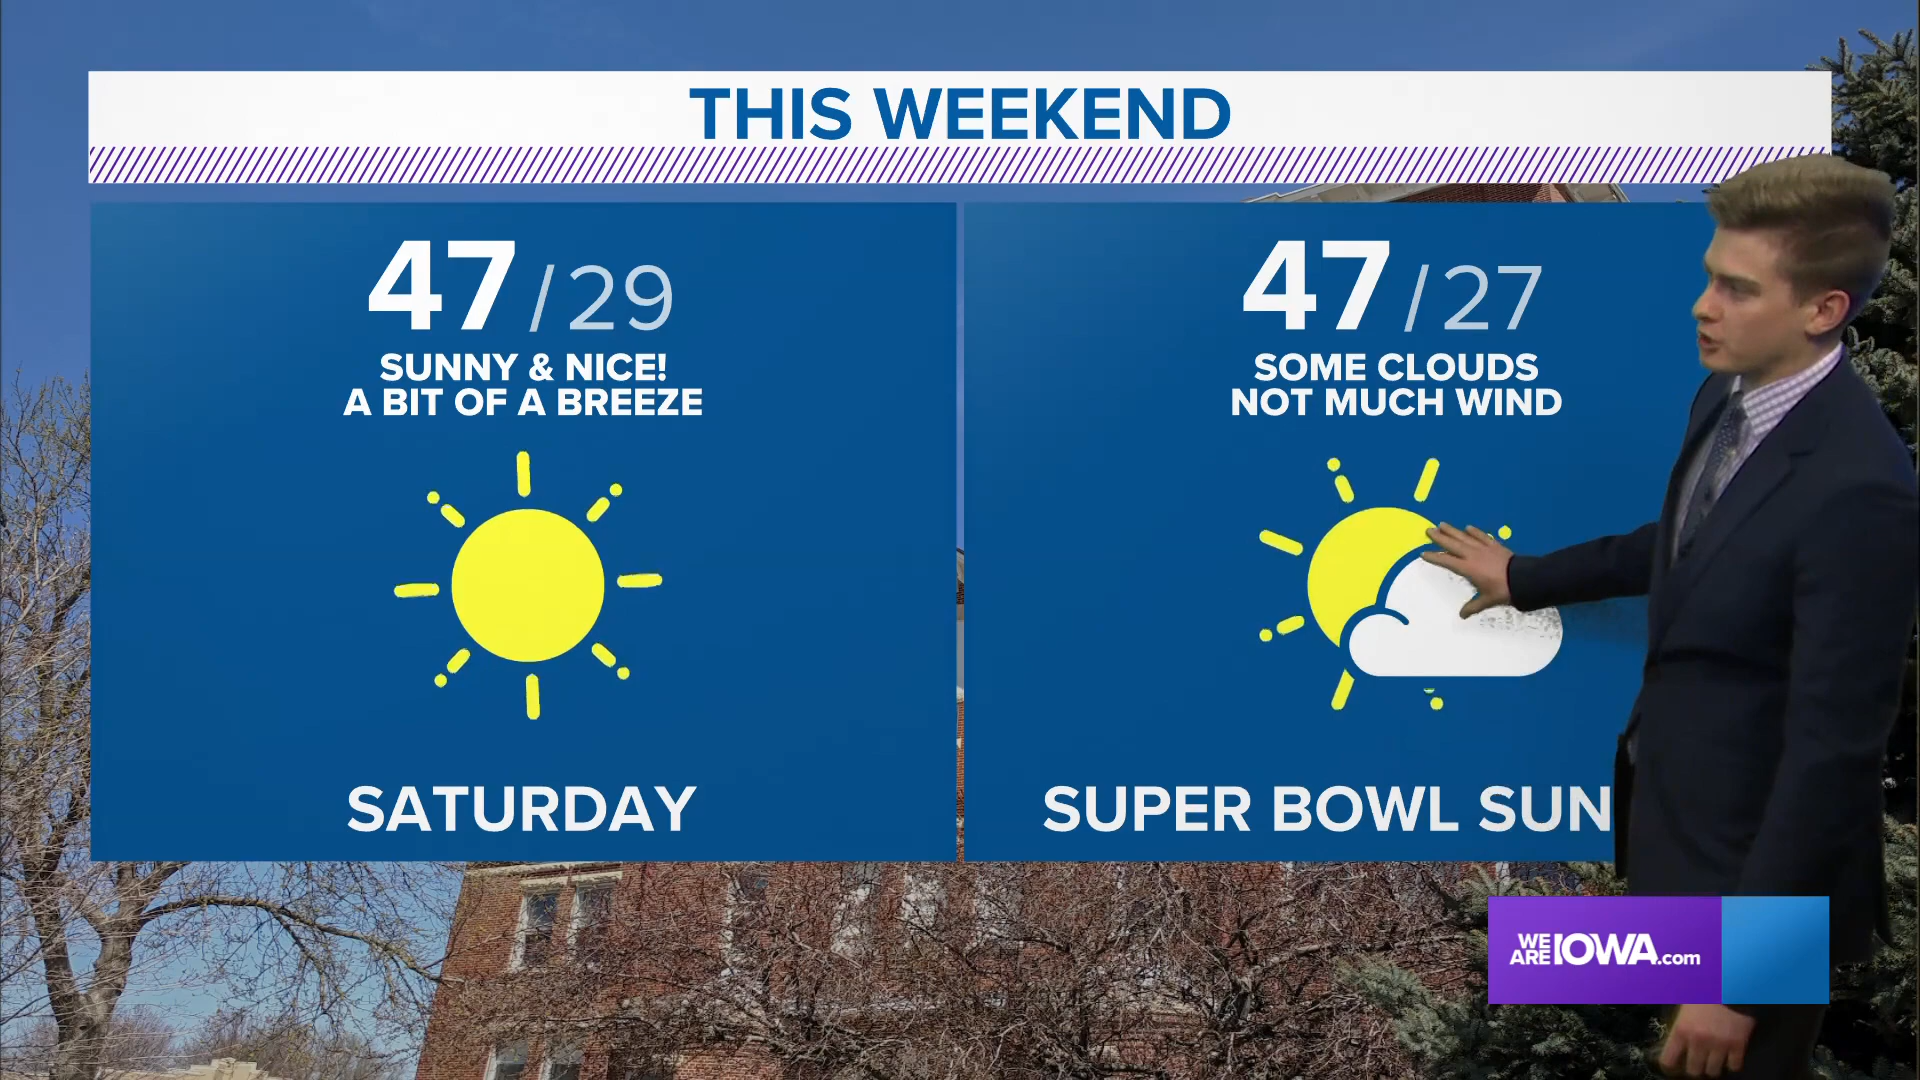 THIS WEEKEND
47/29
SUNNY & NICE!
A BIT OF A BREEZE
SATURDAY
47/27
SOME CLOUDS
NOT MUCH WIND
SUPER BOWL SUN
WE ARE IOWA.com